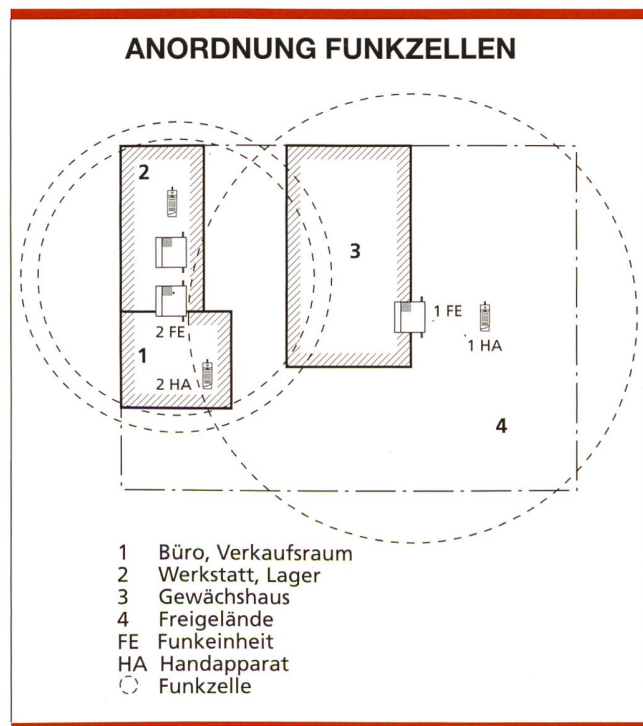 ANORDNUNG FUNKZELLEN
2
3
1 FE
1 HA
2 FE
1
2 HA
4
1 Büro, Verkaufsraum
2 Werkstatt, Lager
3 Gewächshaus
4 Freigelände
FE Funkeinheit
HA Handapparat
Funkzelle